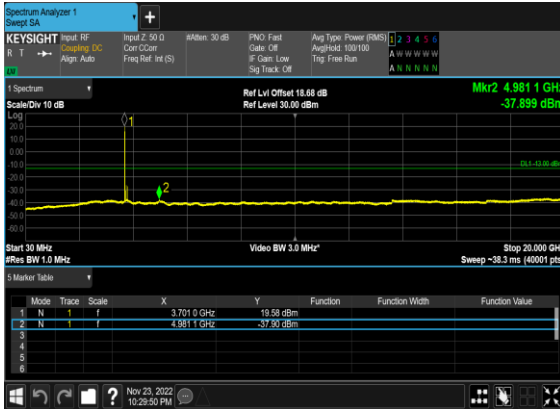 Spectrum Analyzer 1
Swept SA
+
KEYSIGHT Input: RF Input Z: 50 Ω #Atten: 30 dB PNO: Fast Avg Type: Power (RMS) 1 2 3 4 5 6
R T Coupling: DC Corr CCorr Gate: Off Avg|Hold: 100/100 A W W W W W
Align: Auto Freq Ref: Int (S) IF Gain: Low Trig: Free Run
Sig Track: Off A N N N N N
1 Spectrum
Ref Lvl Offset 18.68 dB Mkr2 4.981 1 GHz
Scale/Div 10 dB Ref Level 30.00 dBm -37.899 dBm
Log
1
20.0
10.0
0.00
-10.0
DL1 -13.00 dBm
-20.0
-30.0
2
-40.0
-50.0
-60.0
Start 30 MHz Video BW 3.0 MHz* Stop 20.000 GHz
#Res BW 1.0 MHz Sweep ~38.3 ms (40001 pts)
5 Marker Table
Mode Trace Scale X Y Function Function Width Function Value
1 N 1 f 3.701 0 GHz 19.58 dBm
2 N 1 f 4.981 1 GHz -37.90 dBm
3
4
5
6
? Nov 23, 2022
10:29:50 PM